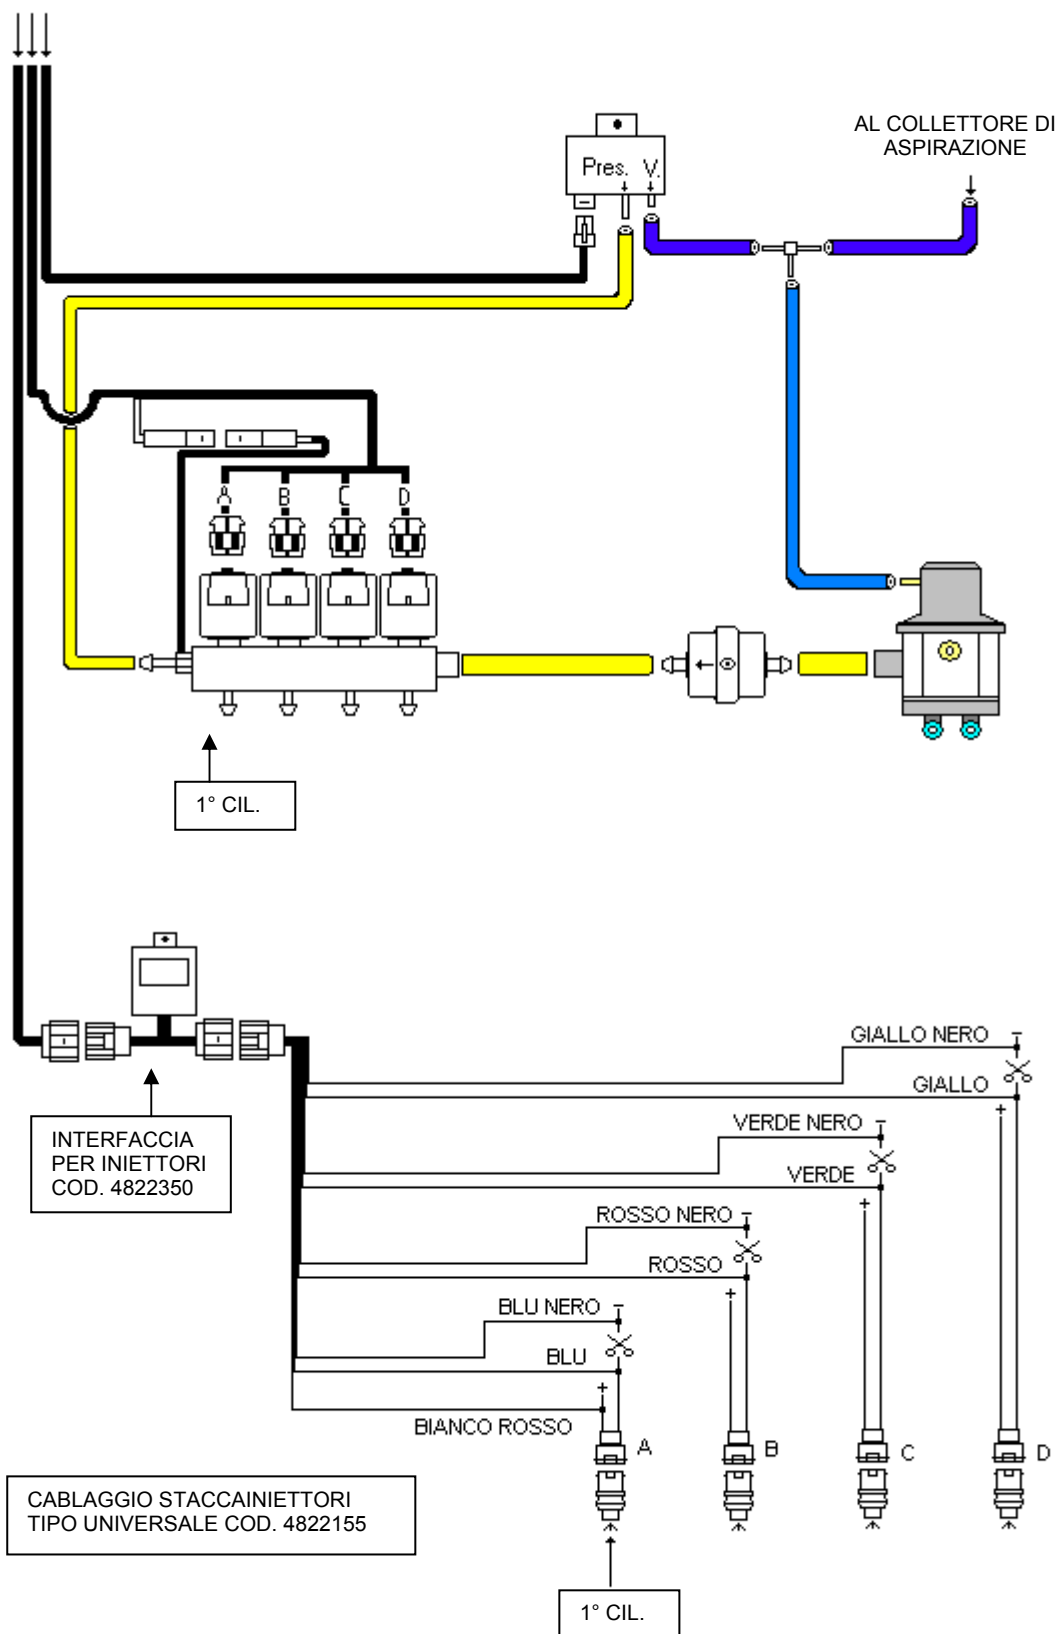 AL COLLETTORE DI
ASPIRAZIONE
Pres. V.
A B C D
1° CIL.
INTERFACCIA
PER INIETTORI
COD. 4822350
GIALLO NERO -
GIALLO
+
VERDE NERO -
VERDE
+
ROSSO NERO -
ROSSO
+
BLU NERO -
BLU
+
BIANCO ROSSO
A B C D
CABLAGGIO STACCAINIETTORI
TIPO UNIVERSALE COD. 4822155
1° CIL.